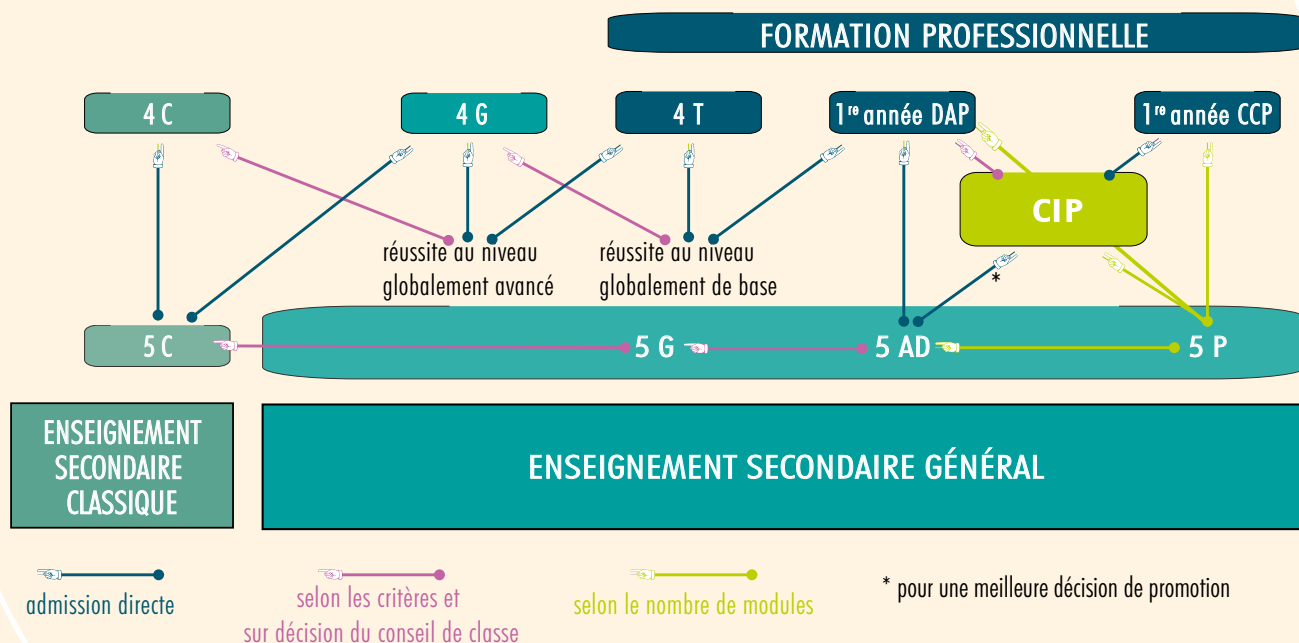 FORMATION PROFESSIONNELLE
4 C
4 G
4 T
1re année DAP
1re année CCP
CIP
réussite au niveau
globalement avancé
réussite au niveau
globalement de base
*
5 C
5 G
5 AD
5 P
ENSEIGNEMENT
SECONDAIRE
CLASSIQUE
ENSEIGNEMENT SECONDAIRE GÉNÉRAL
admission directe
selon les critères et
sur décision du conseil de classe
selon le nombre de modules
* pour une meilleure décision de promotion